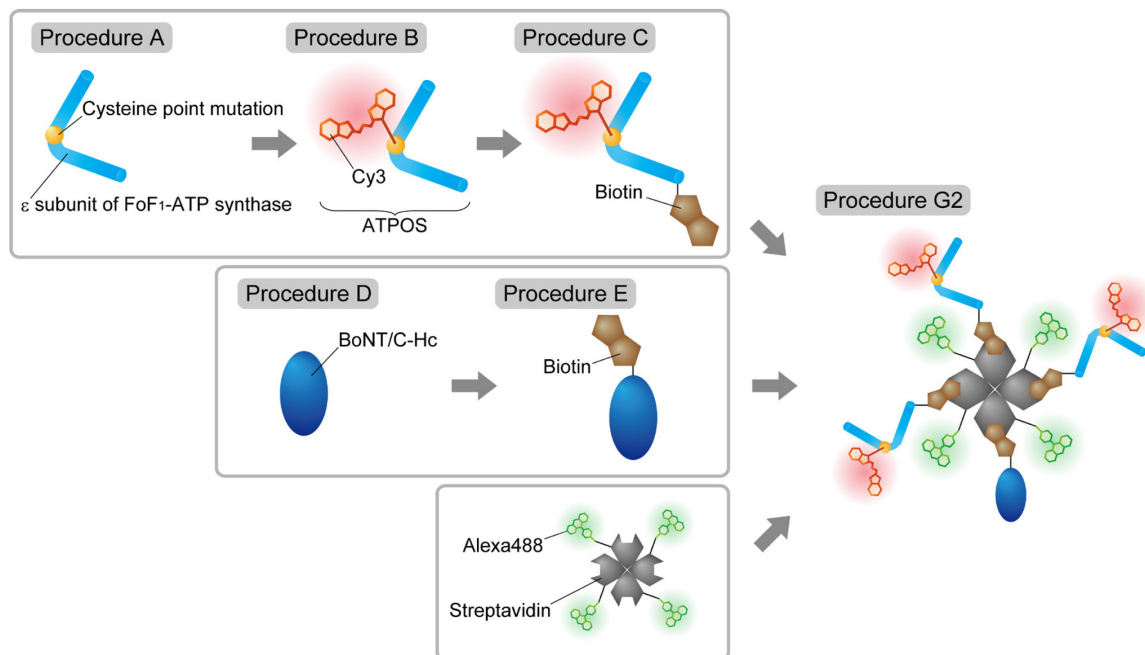 Procedure A
Procedure B
Procedure C
Cysteine point mutation
Cy3
ε subunit of FoF1-ATP synthase
ATPOS
Biotin
Procedure G2
Procedure D
Procedure E
BoNT/C-Hc
Biotin
Alexa488
Streptavidin